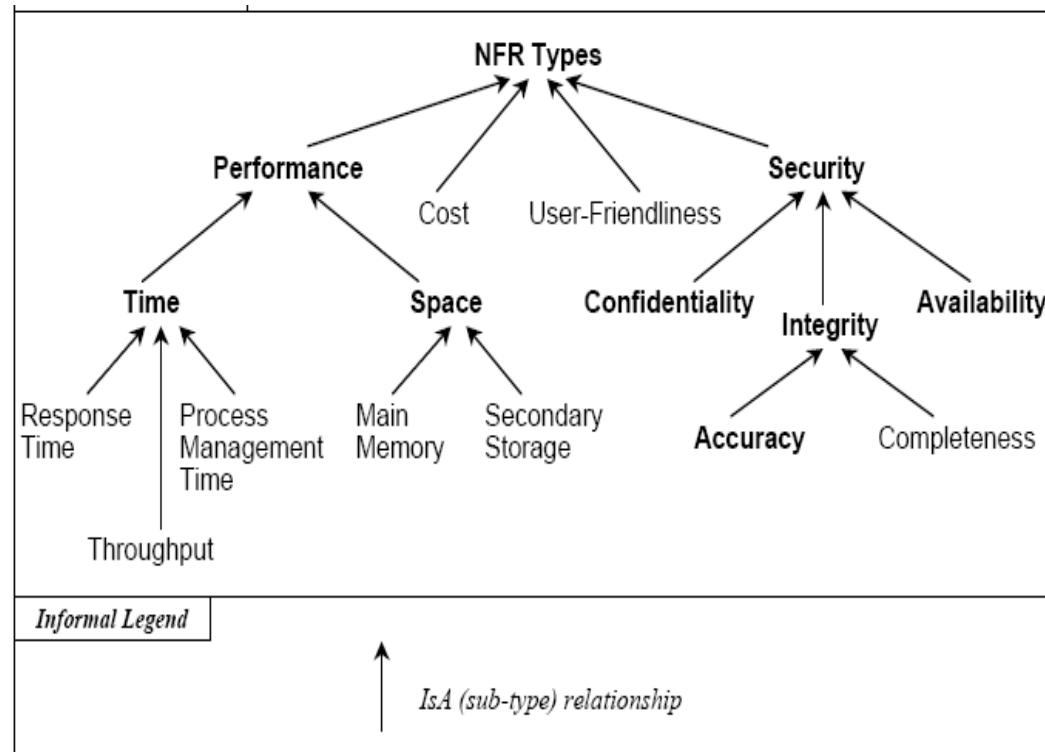 NFR Types
Performance
Security
Cost
User-Friendliness
Time
Space
Confidentiality
Integrity
Availability
Response
Time
Process
Management
Time
Main
Memory
Secondary
Storage
Accuracy
Completeness
Throughput
Informal Legend
IsA (sub-type) relationship